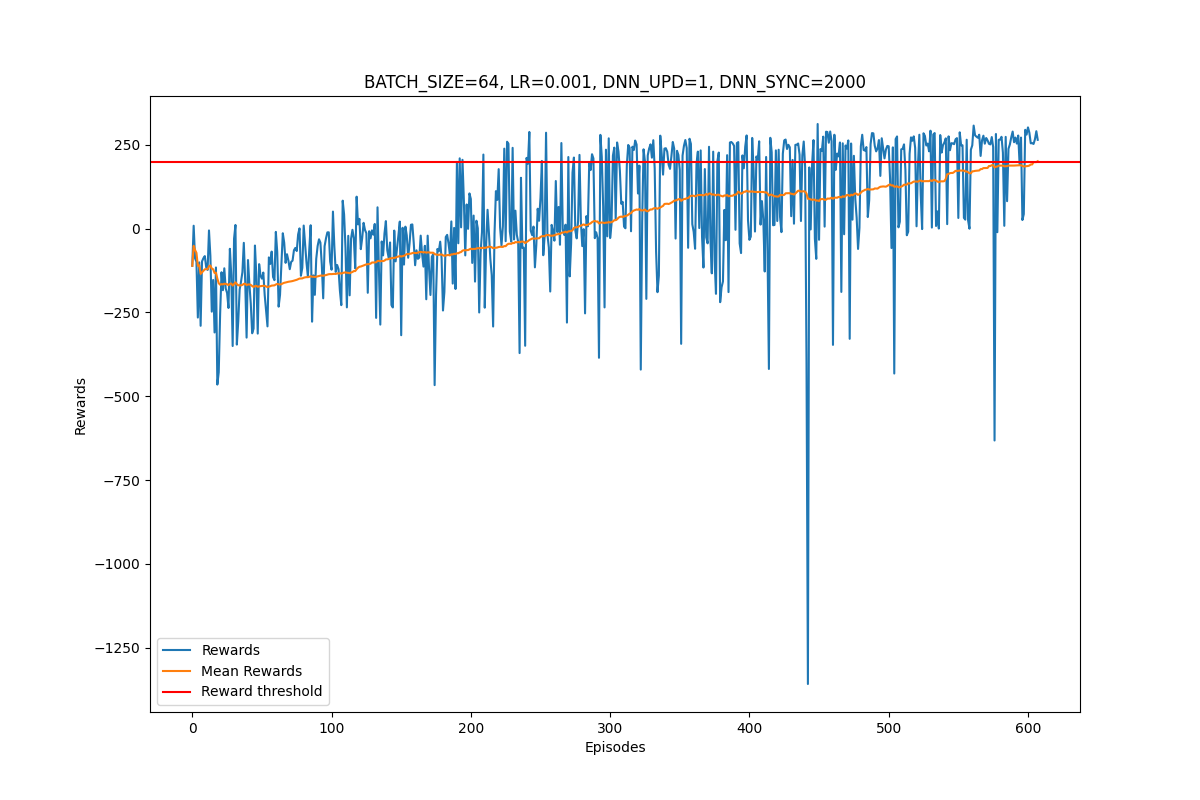 BATCH_SIZE=64, LR=0.001, DNN_UPD=1, DNN_SYNC=2000
250
0
−250
−500
−750
−1000
−1250
Rewards
Rewards
Mean Rewards
Reward threshold
0 100 200 300 400 500 600
Episodes